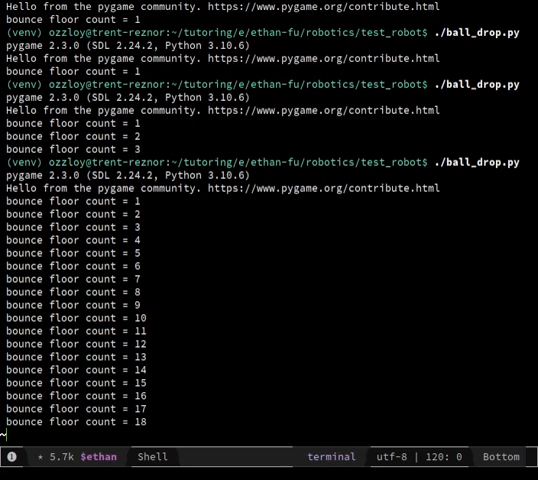 Hello from the pygame community. https://www.pygame.org/contribute.html
bounce floor count = 1
(venv) ozzloy@trent-reznor:~/tutoring/e/ethan-fu/robotics/test_robot$ ./ball_drop.py
pygame 2.3.0 (SDL 2.24.2, Python 3.10.6)
Hello from the pygame community. https://www.pygame.org/contribute.html
bounce floor count = 1
(venv) ozzloy@trent-reznor:~/tutoring/e/ethan-fu/robotics/test_robot$ ./ball_drop.py
pygame 2.3.0 (SDL 2.24.2, Python 3.10.6)
Hello from the pygame community. https://www.pygame.org/contribute.html
bounce floor count = 1
bounce floor count = 2
bounce floor count = 3
(venv) ozzloy@trent-reznor:~/tutoring/e/ethan-fu/robotics/test_robot$ ./ball_drop.py
pygame 2.3.0 (SDL 2.24.2, Python 3.10.6)
Hello from the pygame community. https://www.pygame.org/contribute.html
bounce floor count = 1
bounce floor count = 2
bounce floor count = 3
bounce floor count = 4
bounce floor count = 5
bounce floor count = 6
bounce floor count = 7
bounce floor count = 8
bounce floor count = 9
bounce floor count = 10
bounce floor count = 11
bounce floor count = 12
bounce floor count = 13
bounce floor count = 14
bounce floor count = 15
bounce floor count = 16
bounce floor count = 17
bounce floor count = 18
~
1 * 5.7k $ethan Shell terminal utf-8 | 120: 0 Bottom